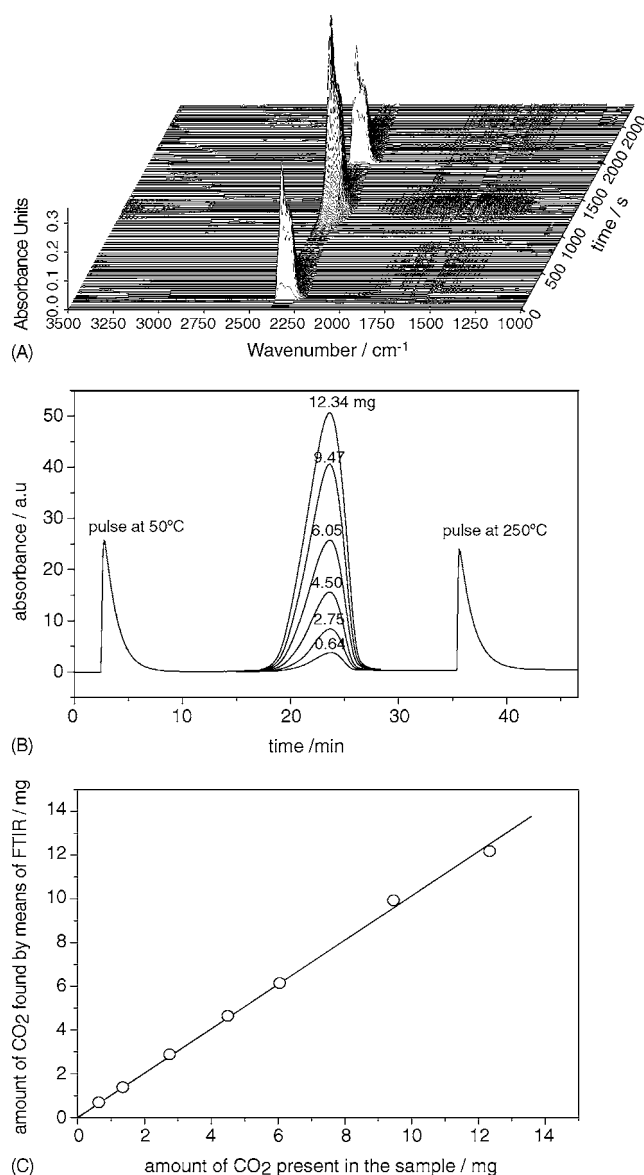 Absorbance Units
0.3
0.2
0.1
0.0
3500 3250 3000 2750 2500 2250 2000 1750 1500 1250 1000
Wavenumber / cm⁻¹
0 500 1000 1500 2000 2000
time / s
(A)
absorbance / a.u
50
40
30
20
10
0
12.34 mg
9.47
6.05
4.50
2.75
0.64
pulse at 50ºC
pulse at 250ºC
0 10 20 30 40
time /min
(B)
amount of CO₂ found by means of FTIR / mg
14
12
10
8
6
4
2
0
0 2 4 6 8 10 12 14
amount of CO₂ present in the sample / mg
(C)